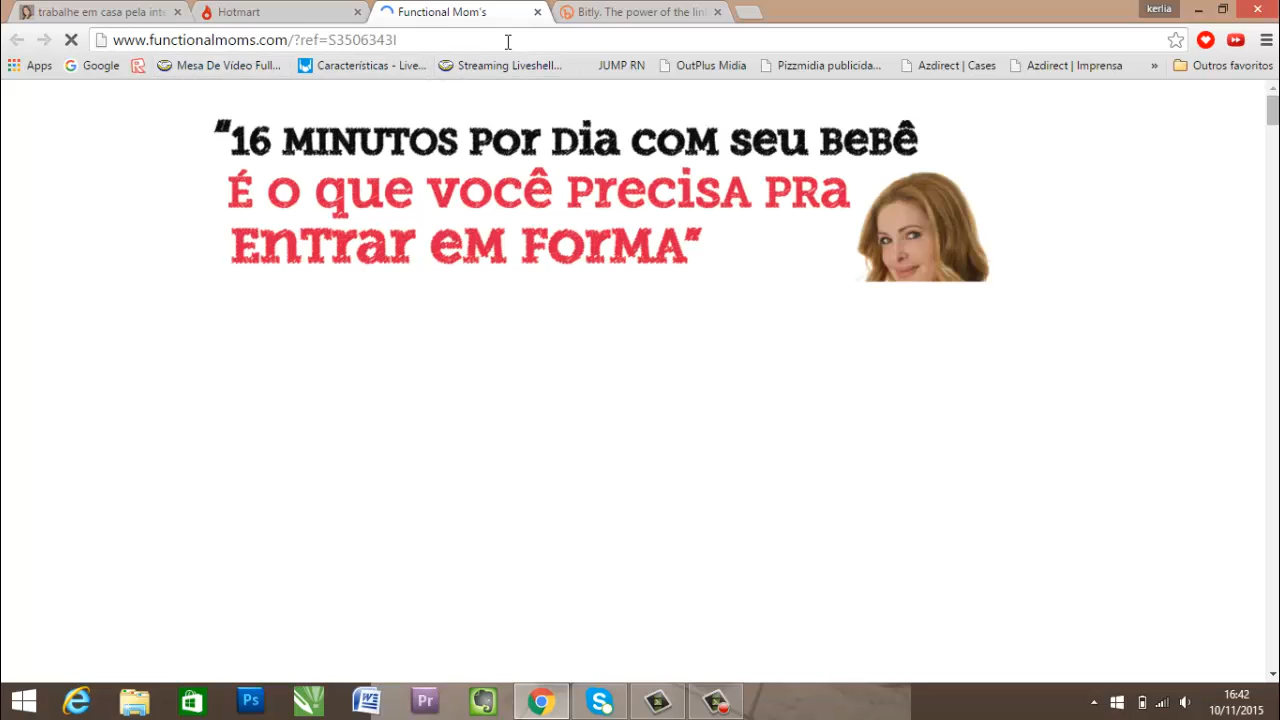 trabalhe em casa pela inte
Hotmart
Functional Mom's
Bitly. The power of the lin
kerlia
www.functionalmoms.com/?ref=S3506343I
Apps
Google
Mesa De Vídeo Full...
Características - Live...
Streaming Liveshell...
JUMP RN
OutPlus Midia
Pizzmidia publicida...
Azdirect | Cases
Azdirect | Imprensa
»
Outros favoritos
"16 MINUTOS Por Dia coM seu BeBê
É o que você PrecisA PRa
EnTrar eM ForMA"
Ps
W
Pr
S
16:42
10/11/2015